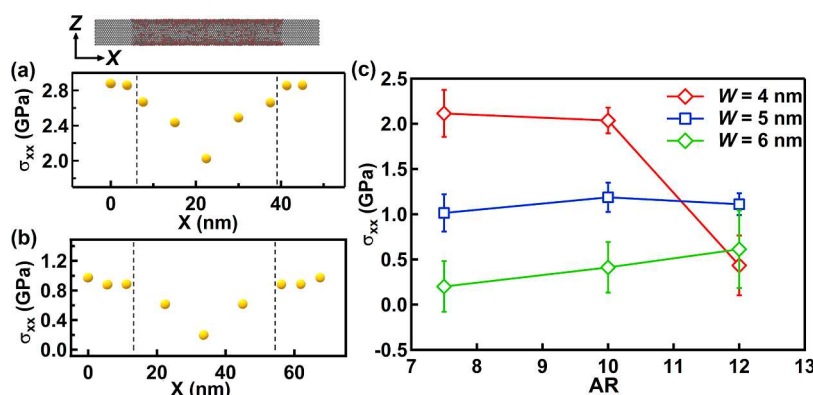 Z
X
(a)
2.8
2.4
2.0
σxx (GPa)
0 20 40
X (nm)
(b)
1.2
0.8
0.4
0.0
σxx (GPa)
0 20 40 60
X (nm)
(c)
2.5
2.0
1.5
1.0
0.5
0.0
-0.5
σxx (GPa)
W = 4 nm
W = 5 nm
W = 6 nm
7 8 9 10 11 12 13
AR